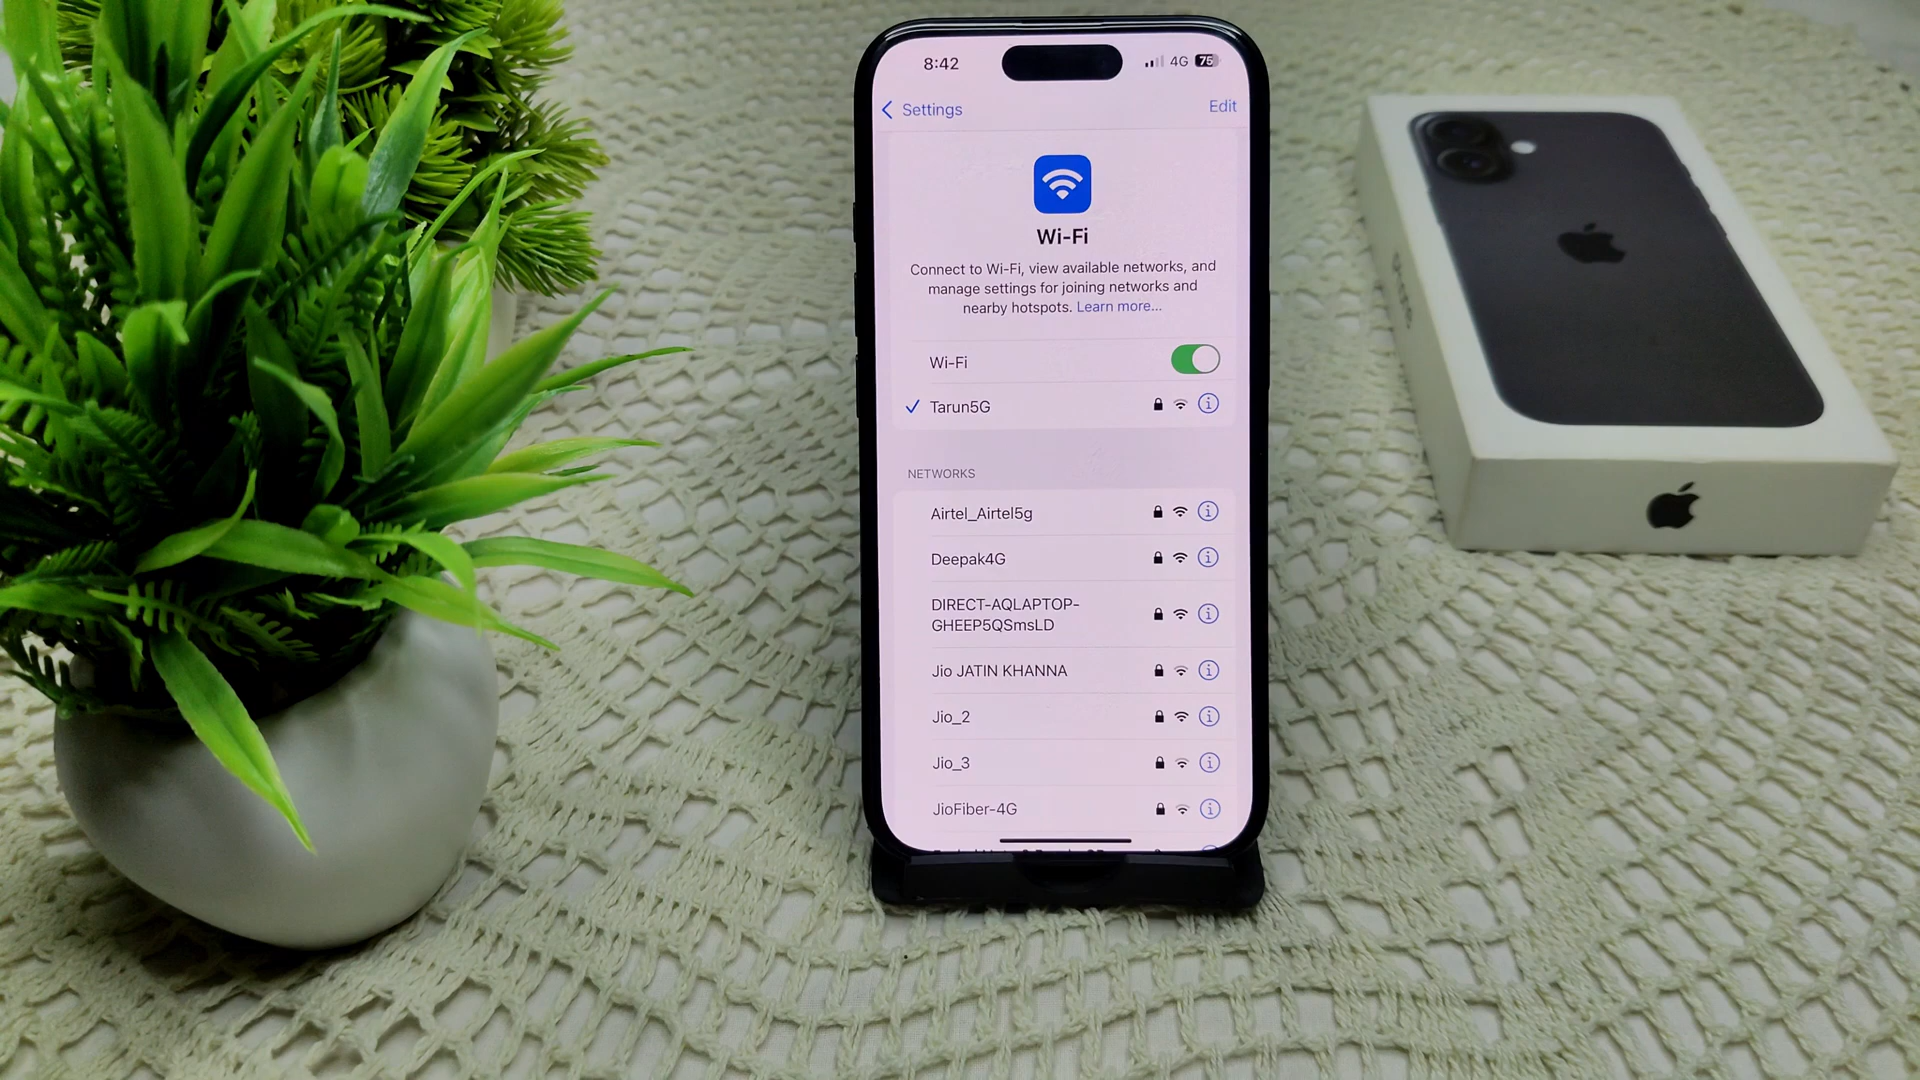 8:42
4G 75
Settings
Edit
Wi-Fi
Connect to Wi-Fi, view available networks, and
manage settings for joining networks and
nearby hotspots. Learn more...
Wi-Fi
Tarun5G
NETWORKS
Airtel_Airtel5g
Deepak4G
DIRECT-AQLAPTOP-
GHEEP5QSmsLD
Jio JATIN KHANNA
Jio_2
Jio_3
JioFiber-4G